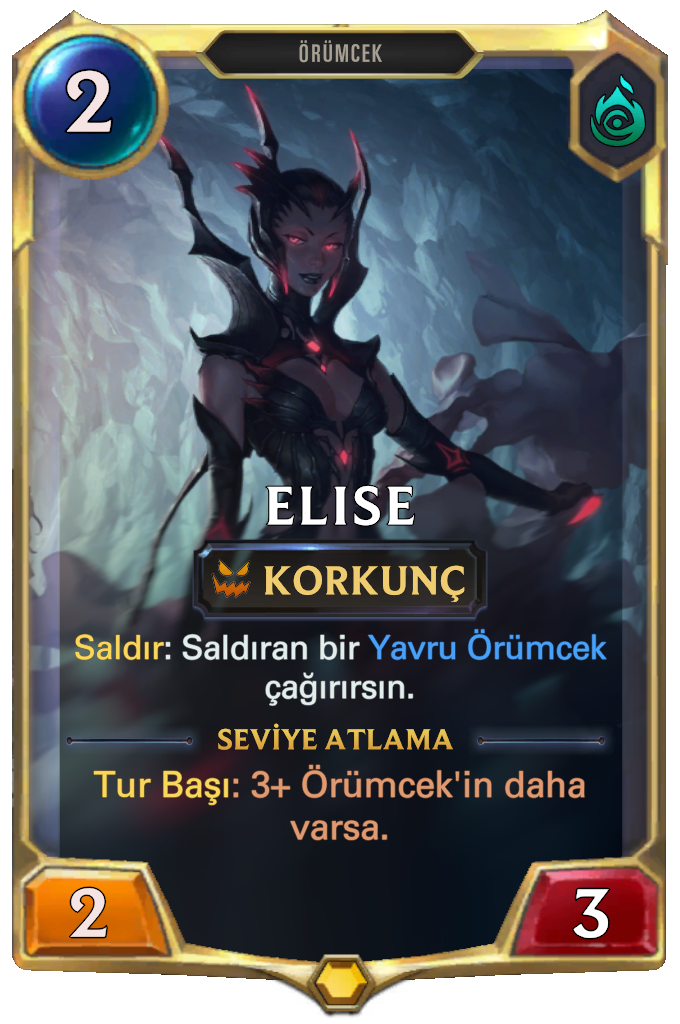 ÖRÜMCEK
2
ELISE
KORKUNÇ
Saldır: Saldıran bir Yavru Örümcek
çağırırsın.
SEVİYE ATLAMA
Tur Başı: 3+ Örümcek'in daha
varsa.
2
3